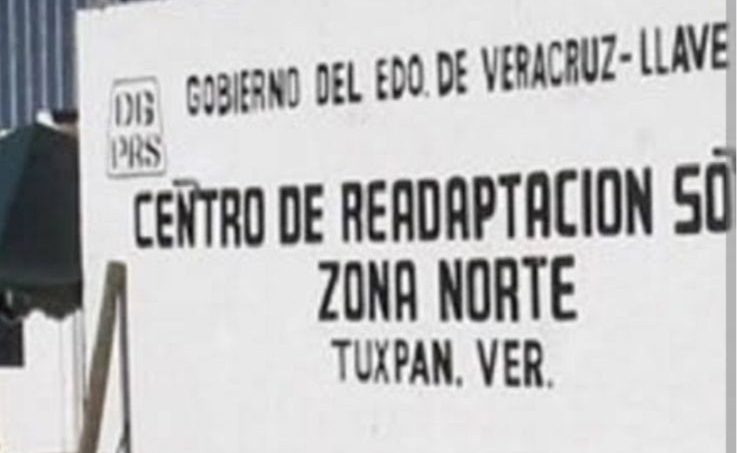 DG
PRS
GOBIERNO DEL EDO. DE VERACRUZ-LLAVE
CENTRO DE READAPTACION SO
ZONA NORTE
TUXPAN. VER.